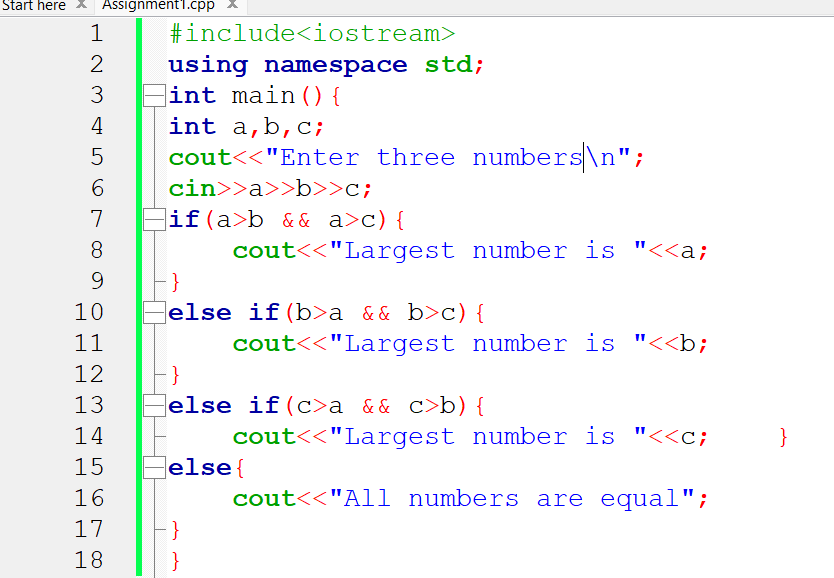 Start here Assignment1.cpp
1 #include<iostream>
2 using namespace std;
3 int main(){
4 int a,b,c;
5 cout<<"Enter three numbers\n";
6 cin>>a>>b>>c;
7 if(a>b && a>c){
8 cout<<"Largest number is "<<a;
9 }
10 else if(b>a && b>c){
11 cout<<"Largest number is "<<b;
12 }
13 else if(c>a && c>b){
14 cout<<"Largest number is "<<c; }
15 else{
16 cout<<"All numbers are equal";
17 }
18 }